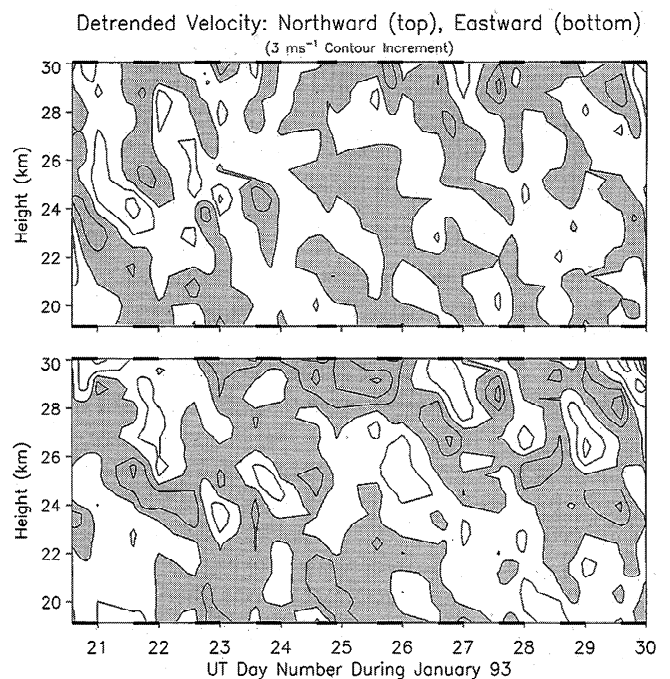 Detrended Velocity: Northward (top), Eastward (bottom)
(3 ms⁻¹ Contour Increment)
30
28
26
24
22
20
Height (km)
30
28
26
24
22
20
Height (km)
21 22 23 24 25 26 27 28 29 30
UT Day Number During January 93